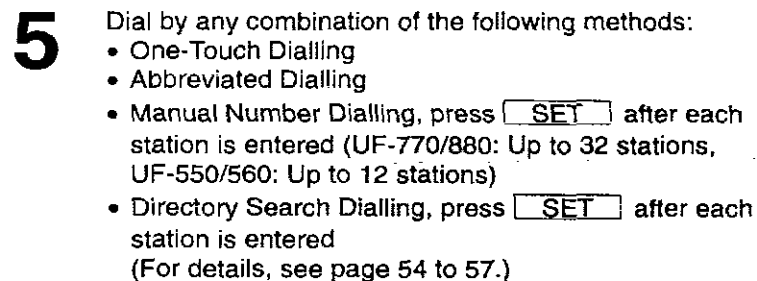 5 Dial by any combination of the following methods:
• One-Touch Dialling
• Abbreviated Dialling
• Manual Number Dialling, press SET after each
station is entered (UF-770/880: Up to 32 stations,
UF-550/560: Up to 12 stations)
• Directory Search Dialling, press SET after each
station is entered
(For details, see page 54 to 57.)